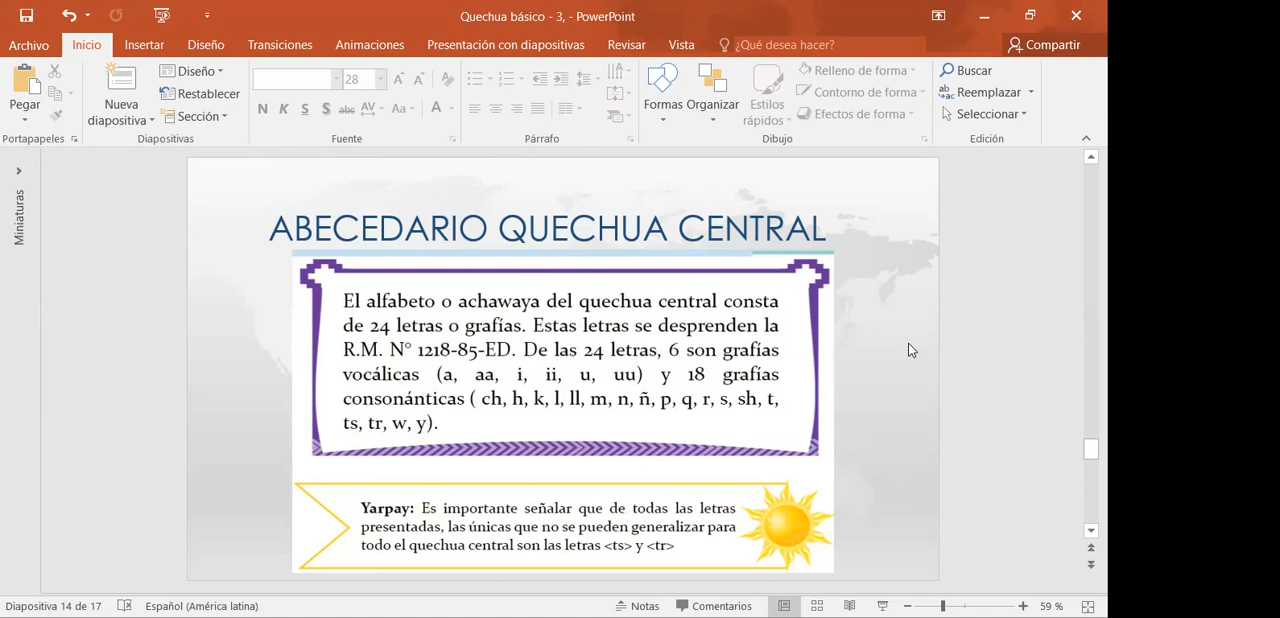 Quechua básico - 3, - PowerPoint
Archivo Inicio Insertar Diseño Transiciones Animaciones Presentación con diapositivas Revisar Vista ¿Qué desea hacer? Compartir
Pegar
Nueva diapositiva
Diseño
Restablecer
Sección
28
N K S S abc AV Aa A
Formas Organizar Estilos rápidos
Relleno de forma
Contorno de forma
Efectos de forma
Buscar
Reemplazar
Seleccionar
Portapapeles Diapositivas Fuente Párrafo Dibujo Edición
Miniaturas
ABECEDARIO QUECHUA CENTRAL
El alfabeto o achawaya del quechua central consta
de 24 letras o grafías. Estas letras se desprenden la
R.M. N° 1218-85-ED. De las 24 letras, 6 son grafías
vocálicas (a, aa, i, ii, u, uu) y 18 grafías
consonánticas ( ch, h, k, l, ll, m, n, ñ, p, q, r, s, sh, t,
ts, tr, w, y).
Yarpay: Es importante señalar que de todas las letras
presentadas, las únicas que no se pueden generalizar para
todo el quechua central son las letras <ts> y <tr>
Diapositiva 14 de 17 Español (América latina) Notas Comentarios 59 %